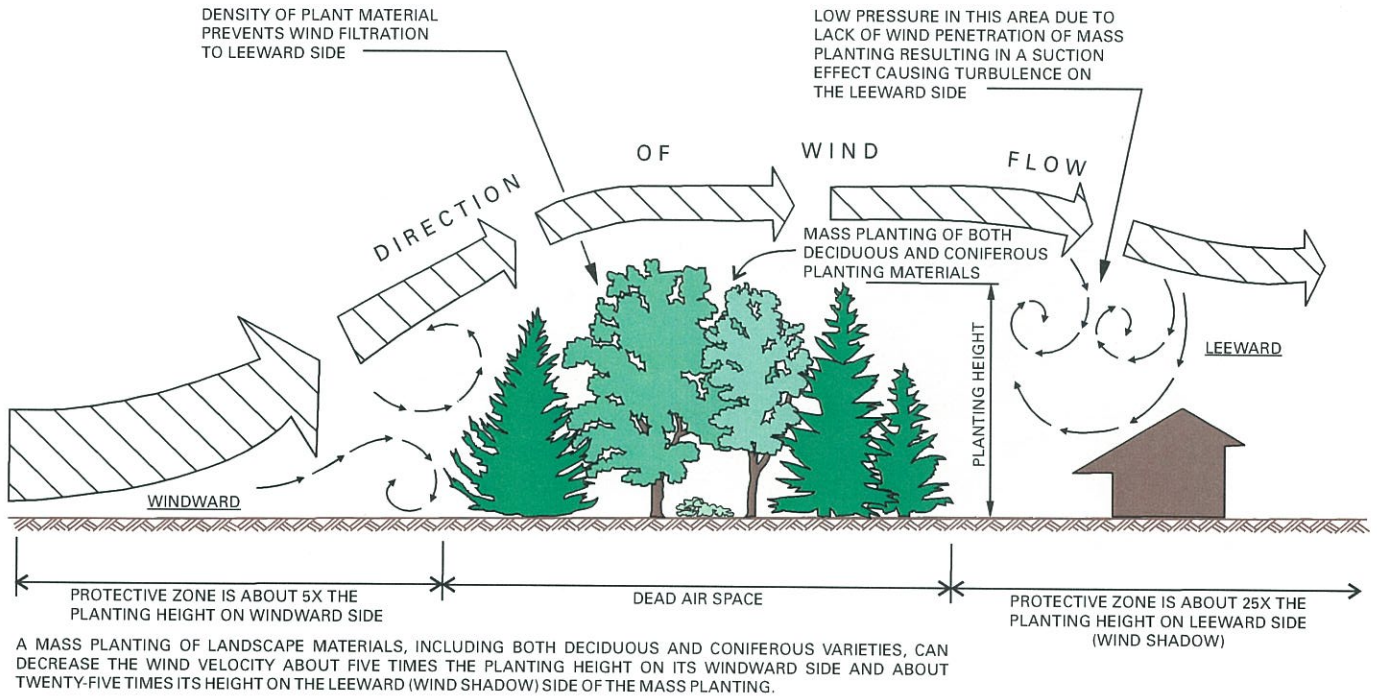 DENSITY OF PLANT MATERIAL
PREVENTS WIND FILTRATION
TO LEEWARD SIDE
LOW PRESSURE IN THIS AREA DUE TO
LACK OF WIND PENETRATION OF MASS
PLANTING RESULTING IN A SUCTION
EFFECT CAUSING TURBULENCE ON
THE LEEWARD SIDE
DIRECTION OF WIND FLOW
MASS PLANTING OF BOTH
DECIDUOUS AND CONIFEROUS
PLANTING MATERIALS
PLANTING HEIGHT
LEEWARD
WINDWARD
PROTECTIVE ZONE IS ABOUT 5X THE
PLANTING HEIGHT ON WINDWARD SIDE
DEAD AIR SPACE
PROTECTIVE ZONE IS ABOUT 25X THE
PLANTING HEIGHT ON LEEWARD SIDE
(WIND SHADOW)
A MASS PLANTING OF LANDSCAPE MATERIALS, INCLUDING BOTH DECIDUOUS AND CONIFEROUS VARIETIES, CAN
DECREASE THE WIND VELOCITY ABOUT FIVE TIMES THE PLANTING HEIGHT ON ITS WINDWARD SIDE AND ABOUT
TWENTY-FIVE TIMES ITS HEIGHT ON THE LEEWARD (WIND SHADOW) SIDE OF THE MASS PLANTING.